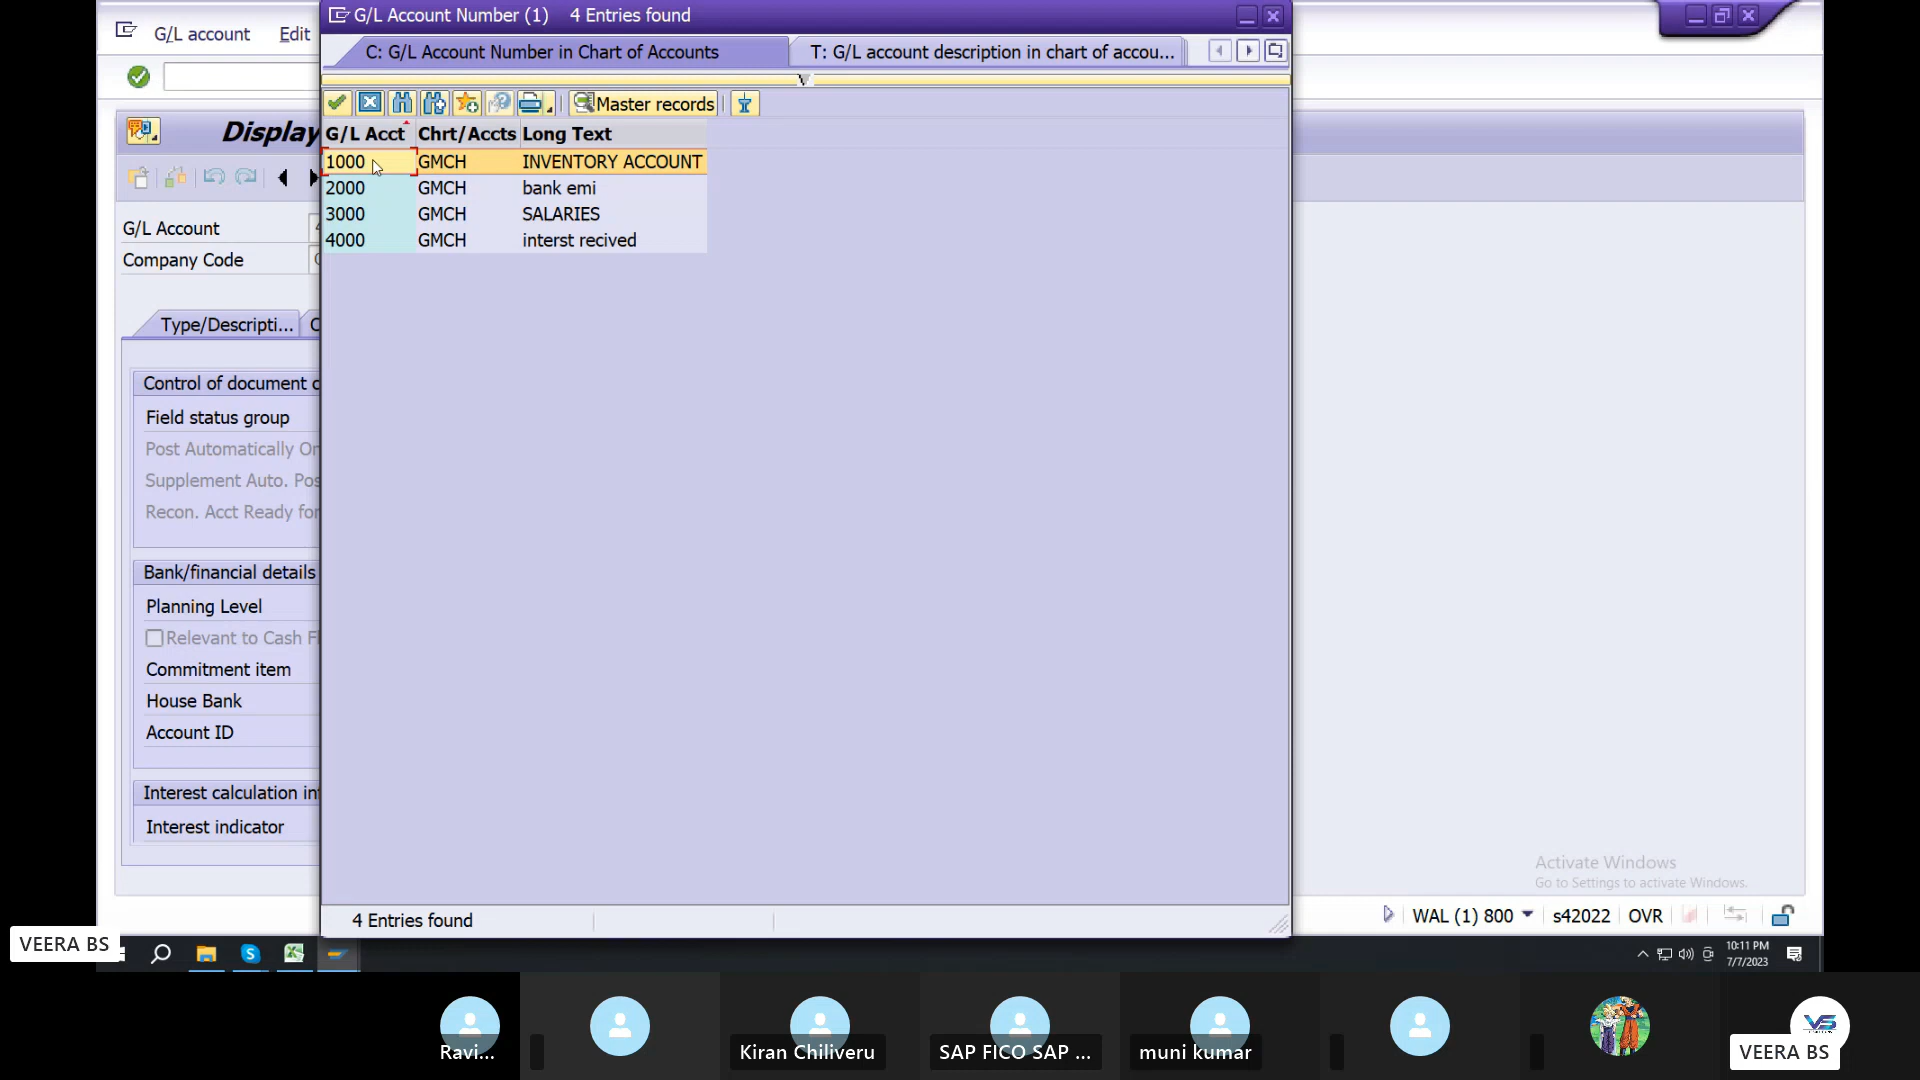 G/L account Edit
G/L Account Number (1) 4 Entries found
C: G/L Account Number in Chart of Accounts
T: G/L account description in chart of accou...
Master records
Display
G/L Acct Chrt/Accts Long Text
1000 GMCH INVENTORY ACCOUNT
2000 GMCH bank emi
3000 GMCH SALARIES
4000 GMCH interst recived
G/L Account
Company Code
Type/Descripti...
Control of document
Field status group
Post Automatically
Supplement Auto.
Recon. Acct Ready
Bank/financial details
Planning Level
Relevant to Cash
Commitment item
House Bank
Account ID
Interest calculation
Interest indicator
Activate Windows
Go to Settings to activate Windows.
4 Entries found
WAL (1) 800 s42022 OVR
VEERA BS
10:11 PM
7/7/2023
Ravi...
Kiran Chiliveru
SAP FICO SAP ...
muni kumar
VS
VEERA BS